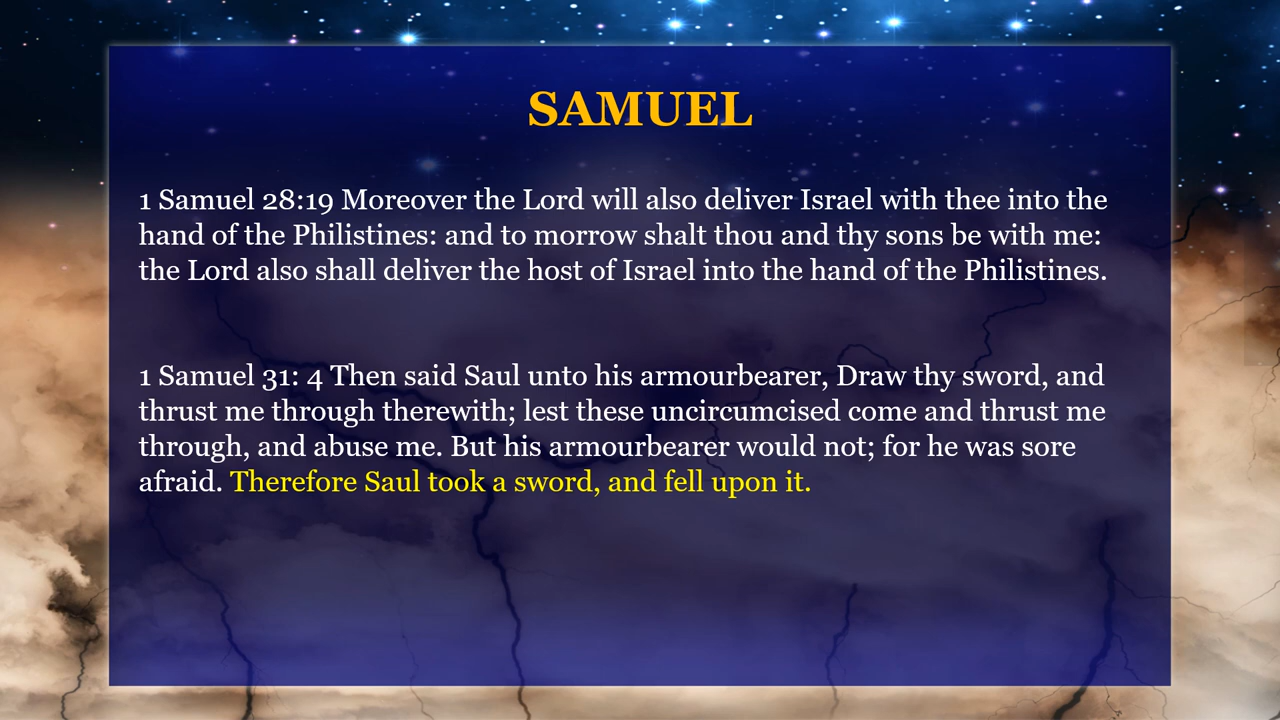 SAMUEL
1 Samuel 28:19 Moreover the Lord will also deliver Israel with thee into the
hand of the Philistines: and to morrow shalt thou and thy sons be with me:
the Lord also shall deliver the host of Israel into the hand of the Philistines.
1 Samuel 31: 4 Then said Saul unto his armourbearer, Draw thy sword, and
thrust me through therewith; lest these uncircumcised come and thrust me
through, and abuse me. But his armourbearer would not; for he was sore
afraid. Therefore Saul took a sword, and fell upon it.